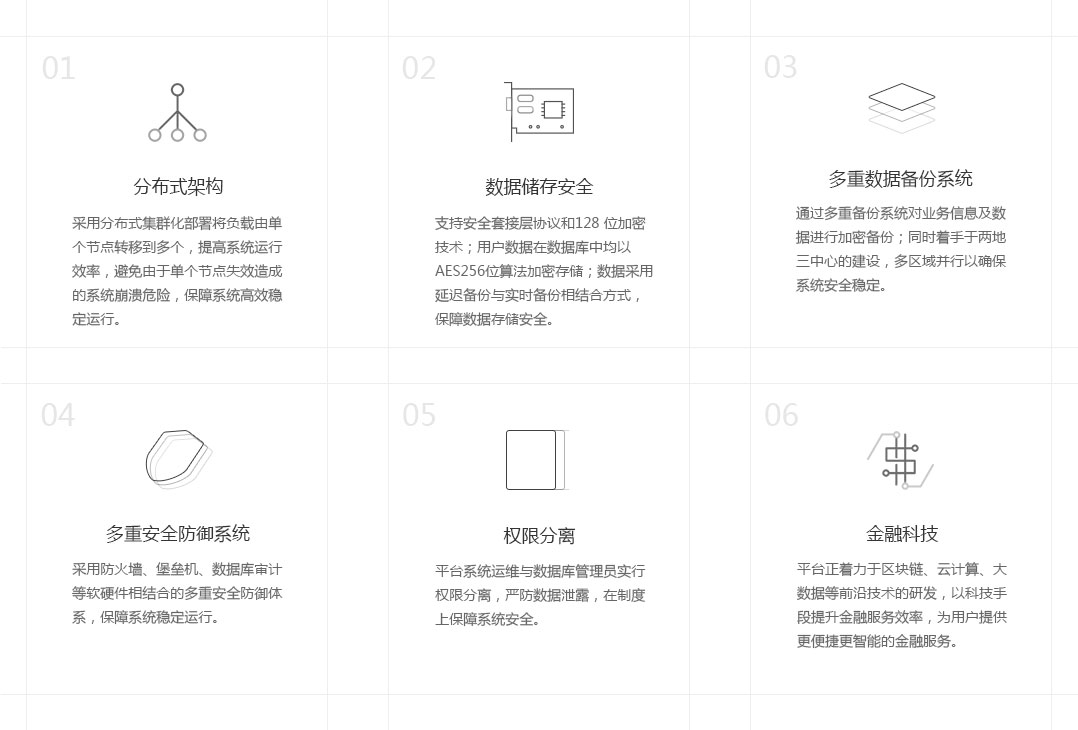 01
分布式架构
采用分布式集群化部署将负载由单
个节点转移到多个，提高系统运行
效率，避免由于单个节点失效造成
的系统崩溃危险，保障系统高效稳
定运行。
02
数据储存安全
支持安全套接层协议和128 位加密
技术；用户数据在数据库中均以
AES256位算法加密存储；数据采用
延迟备份与实时备份相结合方式，
保障数据存储安全。
03
多重数据备份系统
通过多重备份系统对业务信息及数
据进行加密备份；同时着手于两地
三中心的建设，多区域并行以确保
系统安全稳定。
04
多重安全防御系统
采用防火墙、堡垒机、数据库审计
等软硬件相结合的多重安全防御体
系，保障系统稳定运行。
05
权限分离
平台系统运维与数据库管理员实行
权限分离，严防数据泄露，在制度
上保障系统安全。
06
金融科技
平台正着力于区块链、云计算、大
数据等前沿技术的研发，以科技手
段提升金融服务效率，为用户提供
更便捷更智能的金融服务。